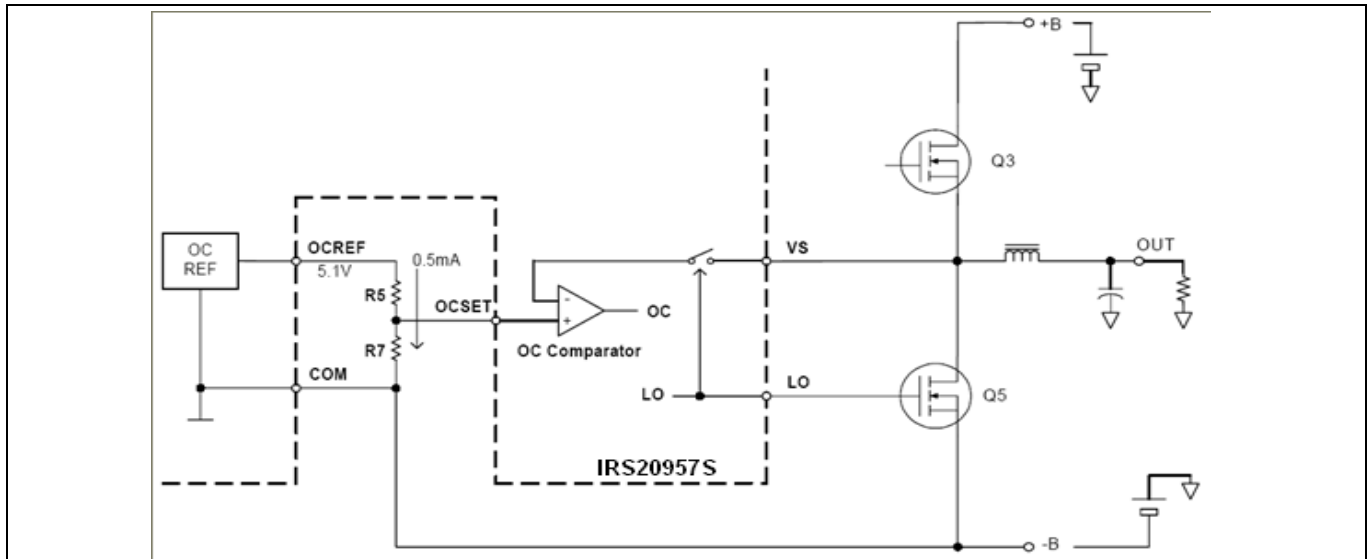 +B
Q3
OC
REF
OCREF
5.1V
0.5mA
R5
OCSET
R7
COM
-
+
OC
OC Comparator
VS
OUT
LO
LO
Q5
IRS20957S
-B